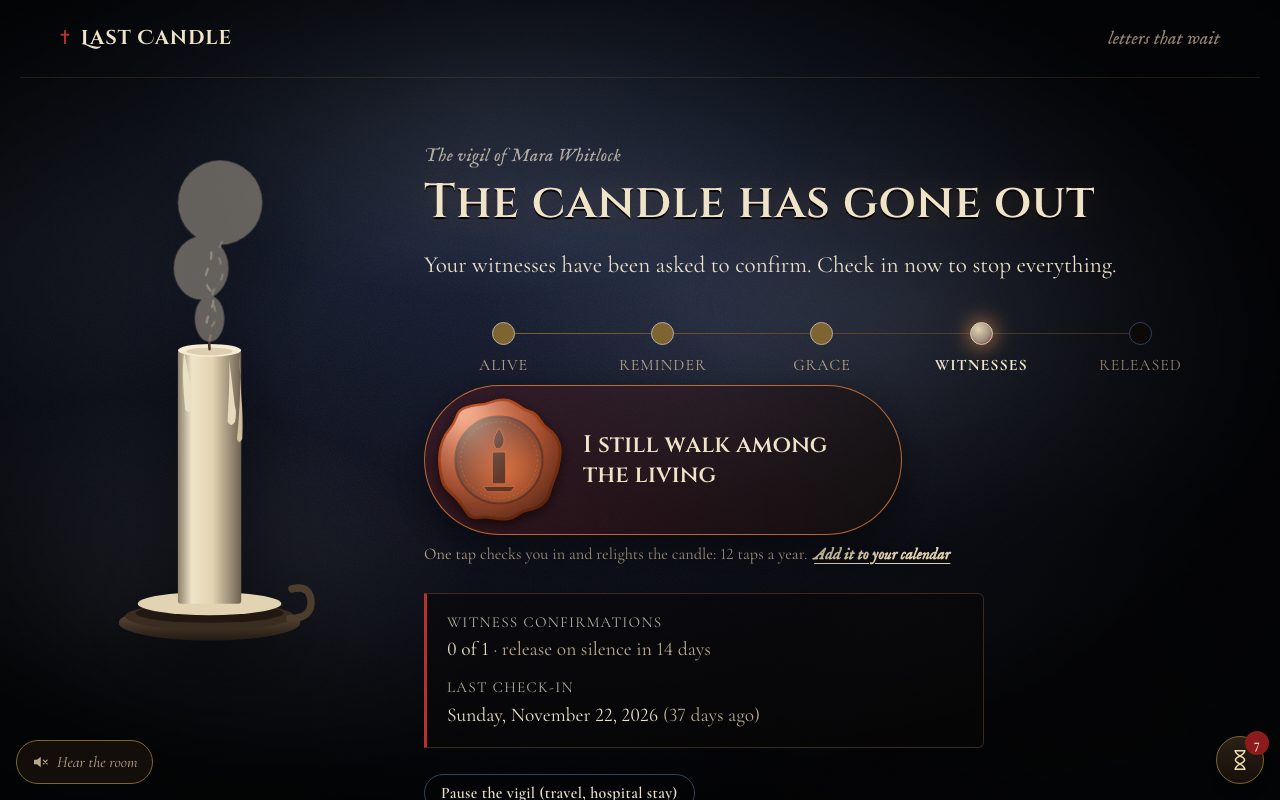 † LAST CANDLE
letters that wait
The vigil of Mara Whitlock
THE CANDLE HAS GONE OUT
Your witnesses have been asked to confirm. Check in now to stop everything.
ALIVE
REMINDER
GRACE
WITNESSES
RELEASED
I STILL WALK AMONG
THE LIVING
One tap checks you in and relights the candle: 12 taps a year. Add it to your calendar
WITNESS CONFIRMATIONS
0 of 1 · release on silence in 14 days
LAST CHECK-IN
Sunday, November 22, 2026 (37 days ago)
Hear the room
7
Pause the vigil (travel, hospital stay)